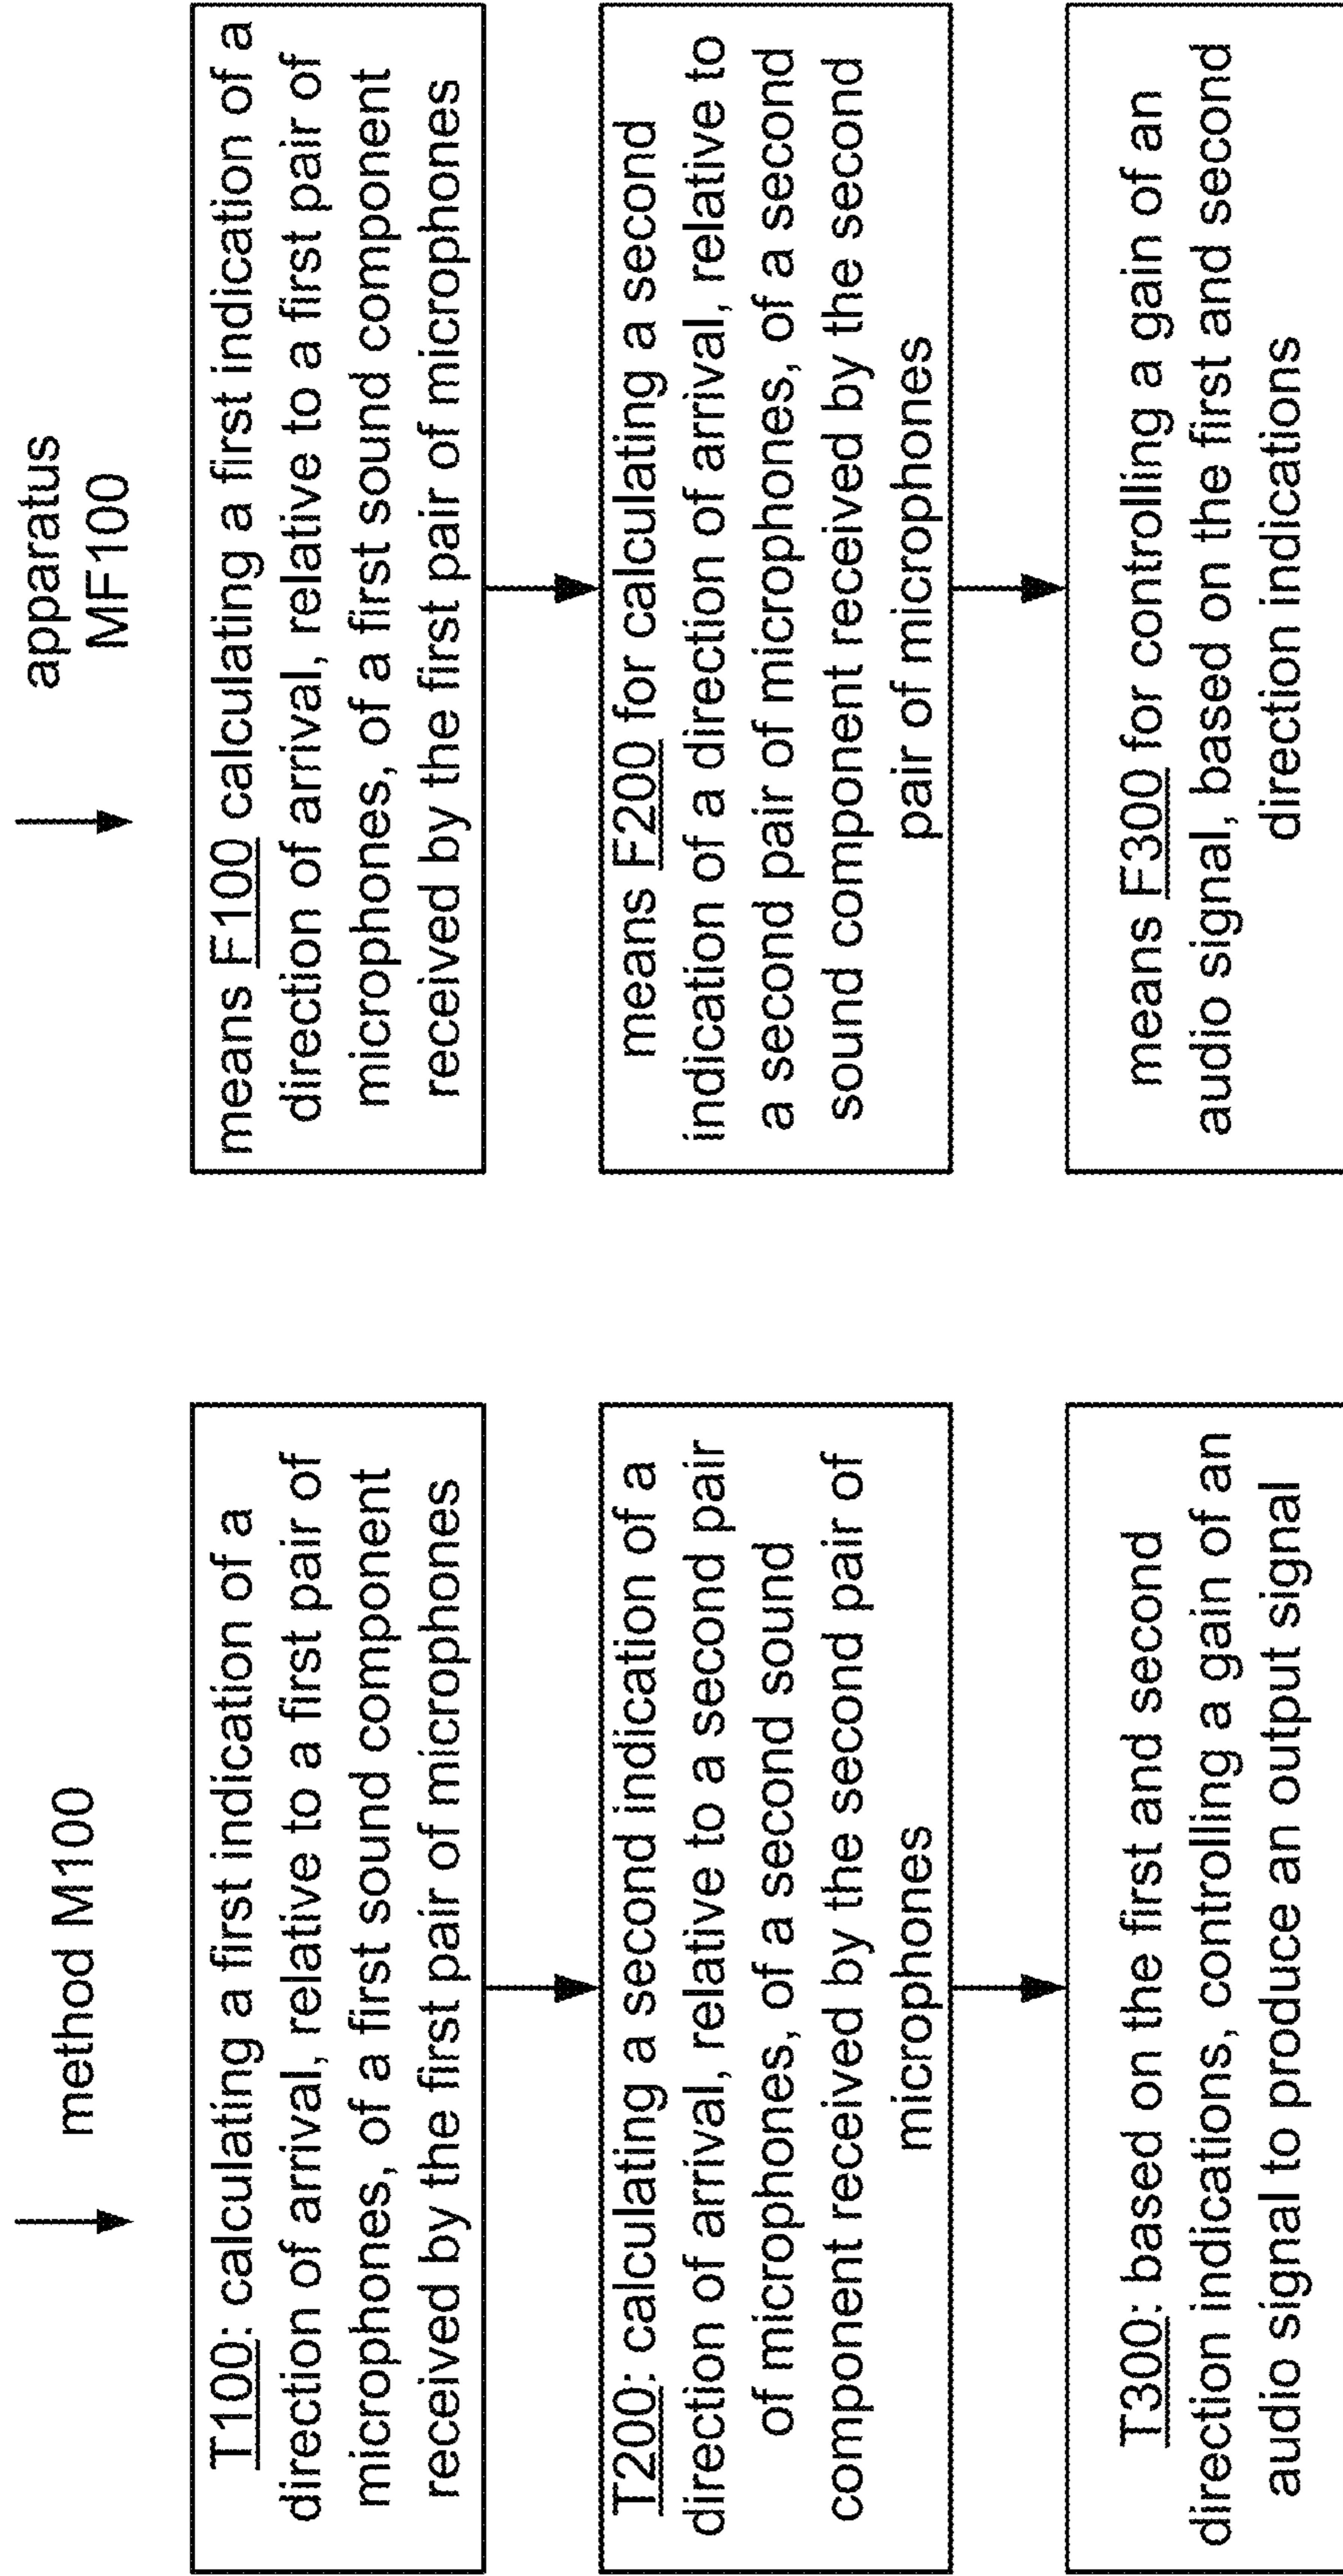 method M100
T100: calculating a first indication of a
direction of arrival, relative to a first pair of
microphones, of a first sound component
received by the first pair of microphones
T200: calculating a second indication of a
direction of arrival, relative to a second pair
of microphones, of a second sound
component received by the second pair of
microphones
T300: based on the first and second
direction indications, controlling a gain of an
audio signal to produce an output signal
apparatus
MF100
means F100 calculating a first indication of a
direction of arrival, relative to a first pair of
microphones, of a first sound component
received by the first pair of microphones
means F200 for calculating a second
indication of a direction of arrival, relative to
a second pair of microphones, of a second
sound component received by the second
pair of microphones
means F300 for controlling a gain of an
audio signal, based on the first and second
direction indications